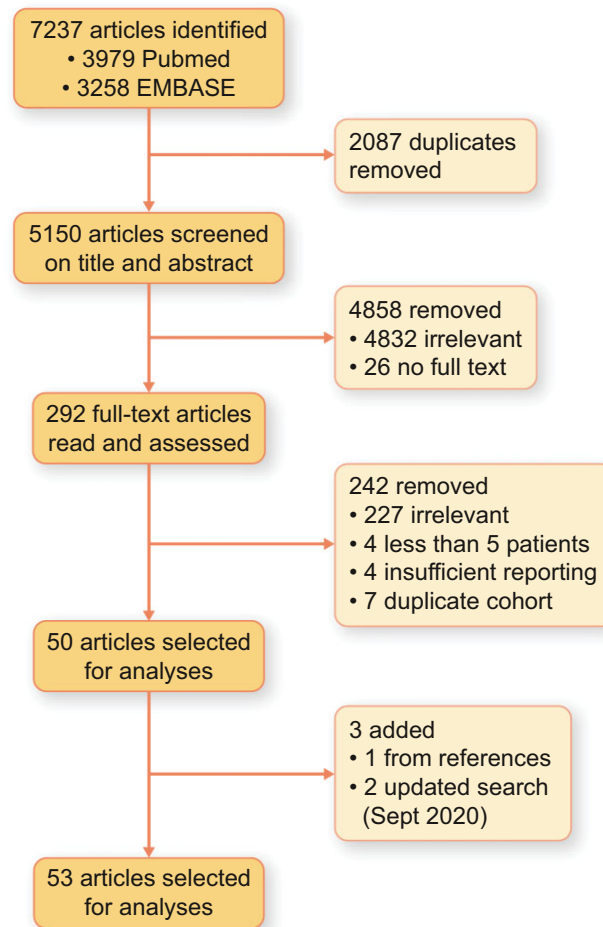 7237 articles identified
• 3979 Pubmed
• 3258 EMBASE
2087 duplicates
removed
5150 articles screened
on title and abstract
4858 removed
• 4832 irrelevant
• 26 no full text
292 full-text articles
read and assessed
242 removed
• 227 irrelevant
• 4 less than 5 patients
• 4 insufficient reporting
• 7 duplicate cohort
50 articles selected
for analyses
3 added
• 1 from references
• 2 updated search
(Sept 2020)
53 articles selected
for analyses